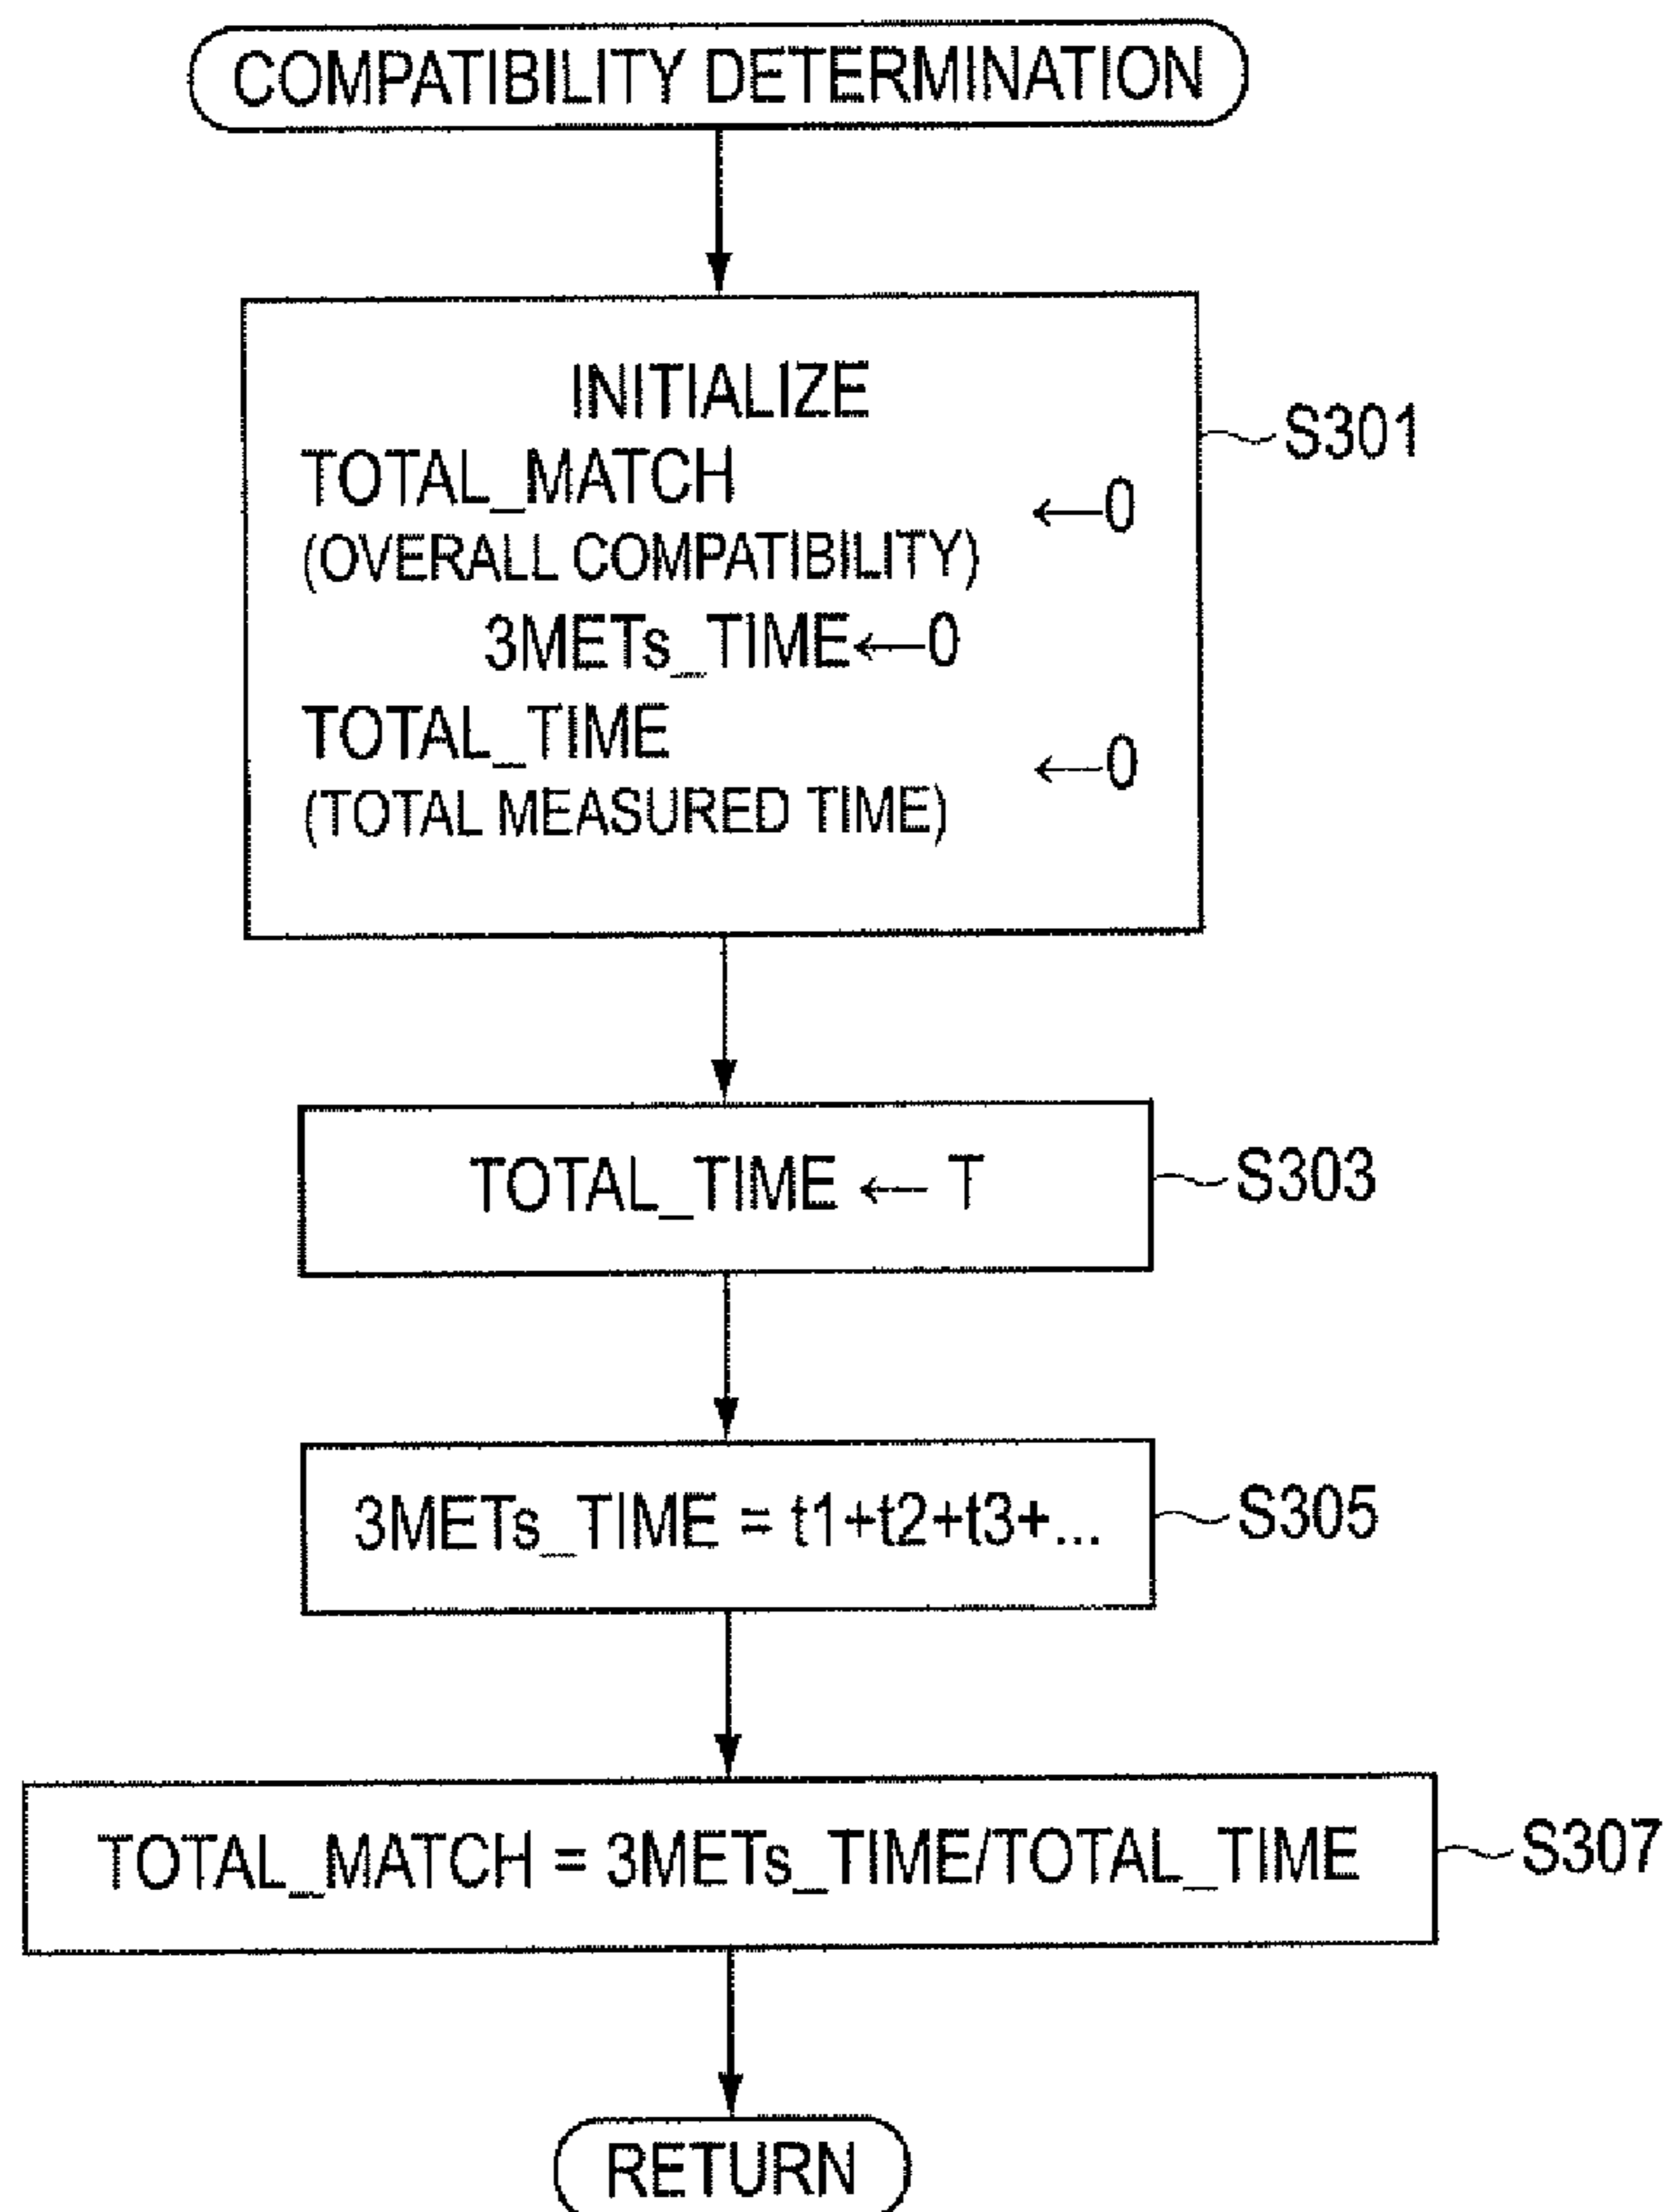 COMPATIBILITY DETERMINATION
INITIALIZE
TOTAL_MATCH
(OVERALL COMPATIBILITY)
←0
3METs_TIME←0
TOTAL_TIME
(TOTAL MEASURED TIME)
←0
S301
TOTAL_TIME ← T
S303
3METs_TIME = t1+t2+t3+...
S305
TOTAL_MATCH = 3METs_TIME/TOTAL_TIME
S307
RETURN